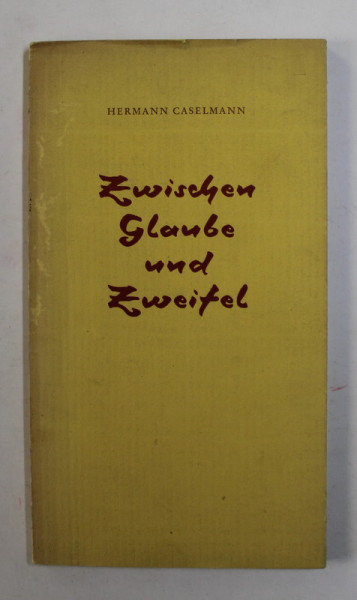 HERMANN CASELMANN
Zwischen
Glaube
und
Zweifel